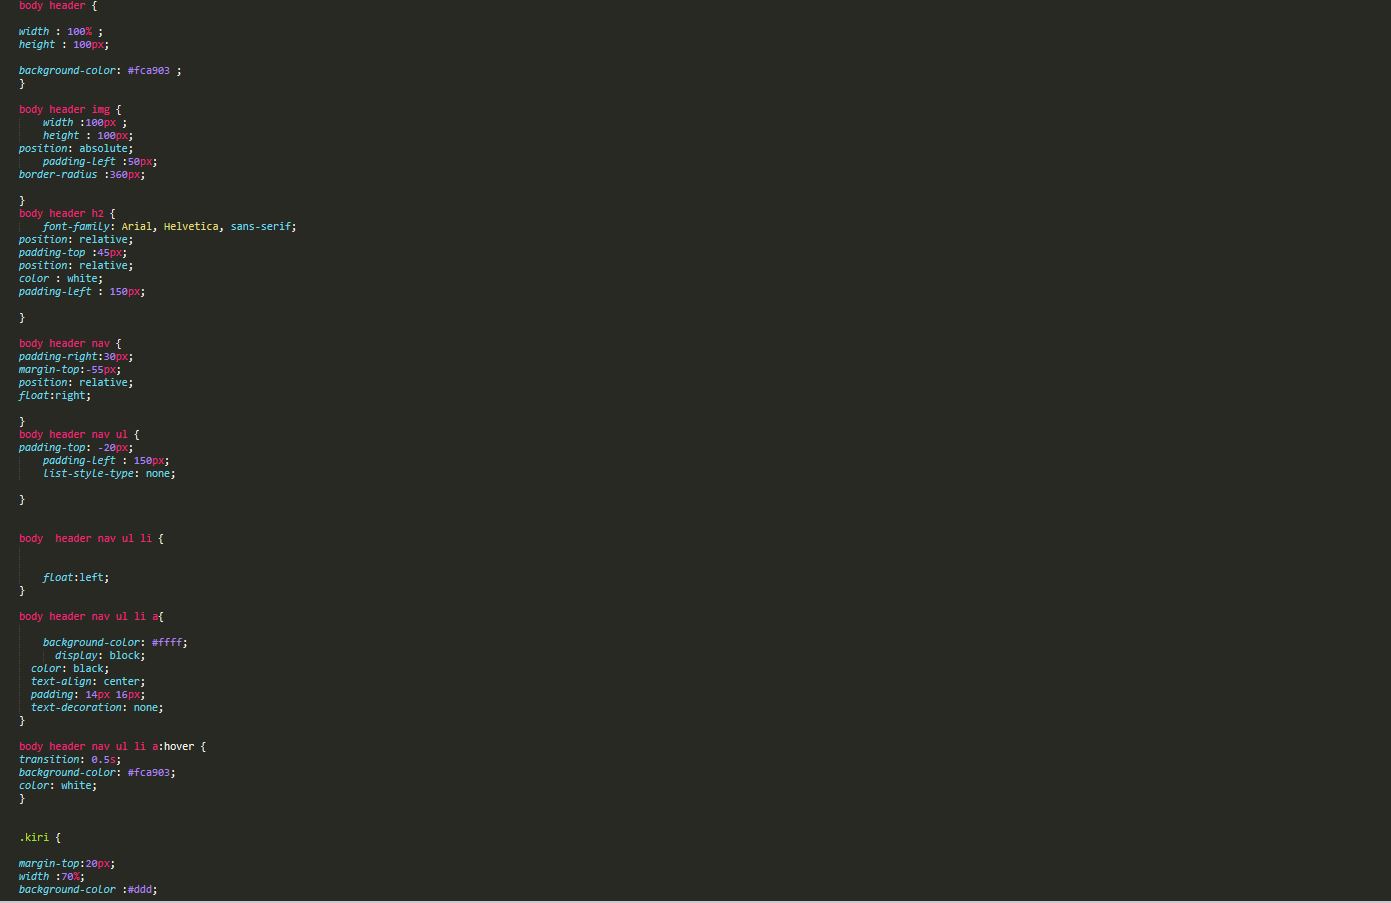 body header {
width : 100% ;
height : 100px;
background-color: #fca903 ;
}
body header img {
width :100px ;
height : 100px;
position: absolute;
padding-left :50px;
border-radius :360px;
}
body header h2 {
font-family: Arial, Helvetica, sans-serif;
position: relative;
padding-top :45px;
position: relative;
color : white;
padding-left : 150px;
}
body header nav {
padding-right:30px;
margin-top:-55px;
position: relative;
float:right;
}
body header nav ul {
padding-top: -20px;
padding-left : 150px;
list-style-type: none;
}
body  header nav ul li {
float:left;
}
body header nav ul li a{
background-color: #ffff;
display: block;
color: black;
text-align: center;
padding: 14px 16px;
text-decoration: none;
}
body header nav ul li a:hover {
transition: 0.5s;
background-color: #fca903;
color: white;
}
.kiri {
margin-top:20px;
width :70%;
background-color :#ddd;